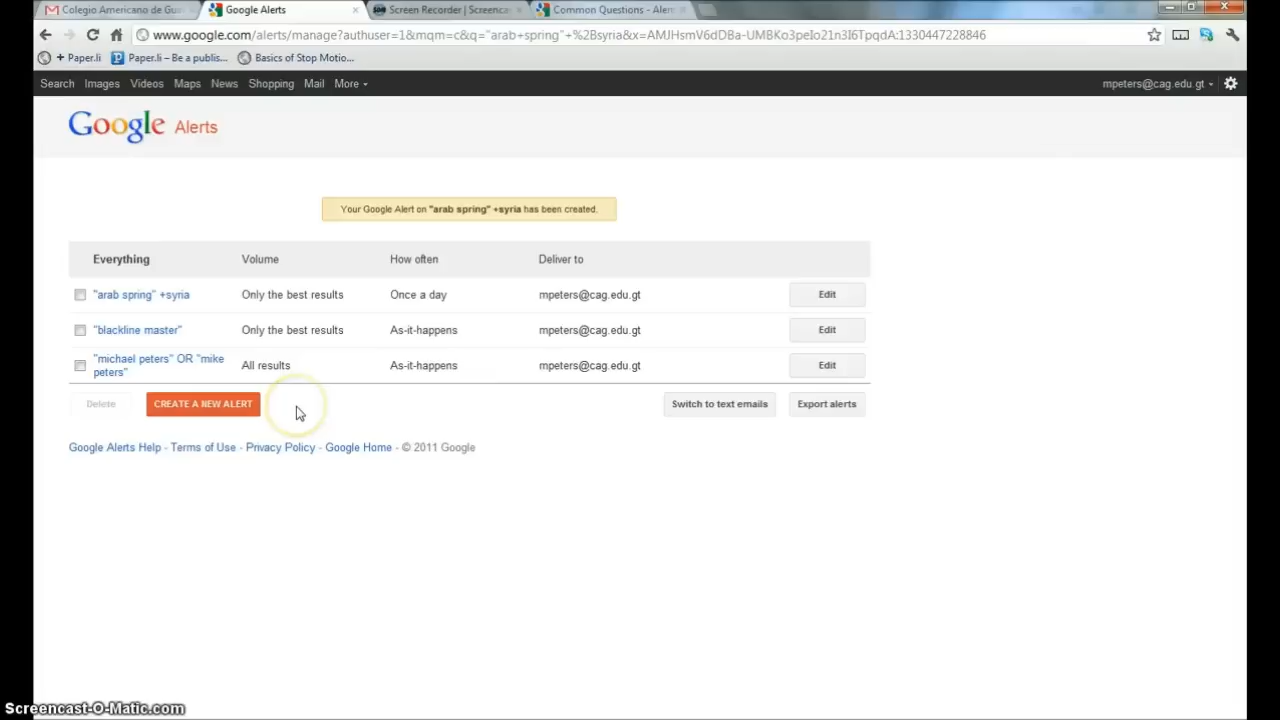 Colegio Americano de Gua
Google Alerts
Screen Recorder | Screenca
Common Questions - Alert
www.google.com/alerts/manage?authuser=1&mqm=c&q="arab+spring"+%2Bsyria&x=AMJHsmV6dDBa-UMBKo3peIo21n3I6TpqdA:1330447228846
+ Paper.li
Paper.li – Be a publis...
Basics of Stop Motio...
Search Images Videos Maps News Shopping Mail More
mpeters@cag.edu.gt
Google Alerts
Your Google Alert on "arab spring" +syria has been created.
Everything Volume How often Deliver to
"arab spring" +syria Only the best results Once a day mpeters@cag.edu.gt Edit
"blackline master" Only the best results As-it-happens mpeters@cag.edu.gt Edit
"michael peters" OR "mike
peters" All results As-it-happens mpeters@cag.edu.gt Edit
Delete CREATE A NEW ALERT Switch to text emails Export alerts
Google Alerts Help - Terms of Use - Privacy Policy - Google Home - © 2011 Google
Screencast-O-Matic.com